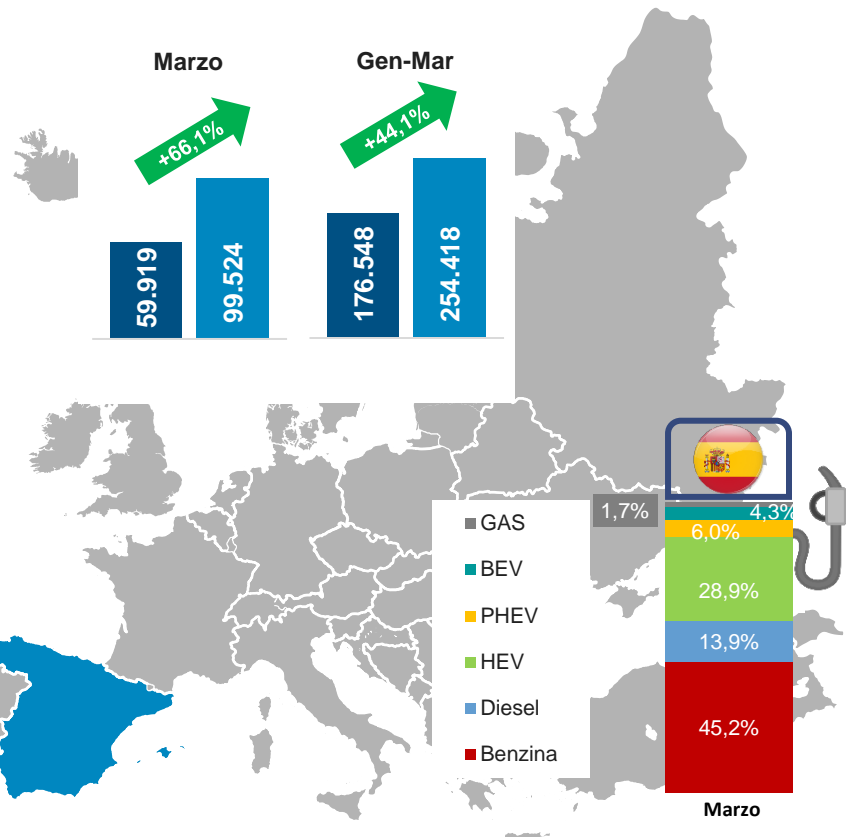 Marzo
Gen-Mar
+66,1%
+44,1%
59.919
99.524
176.548
254.418
GAS
BEV
PHEV
HEV
Diesel
Benzina
1,7%
4,3%
6,0%
28,9%
13,9%
45,2%
Marzo